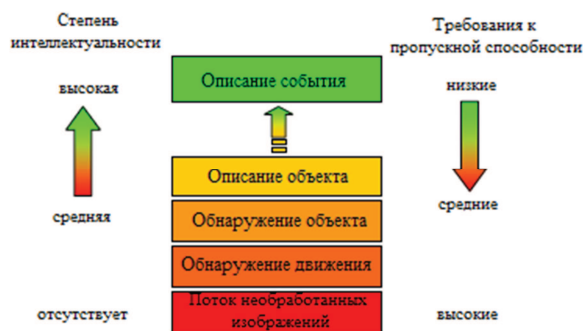 Степень
интеллектуальности
Требования к
пропускной способности
высокая
Описание события
низкие
Описание объекта
средняя
Обнаружение объекта
средние
Обнаружение движения
отсутствует
Поток необработанных
изображений
высокие